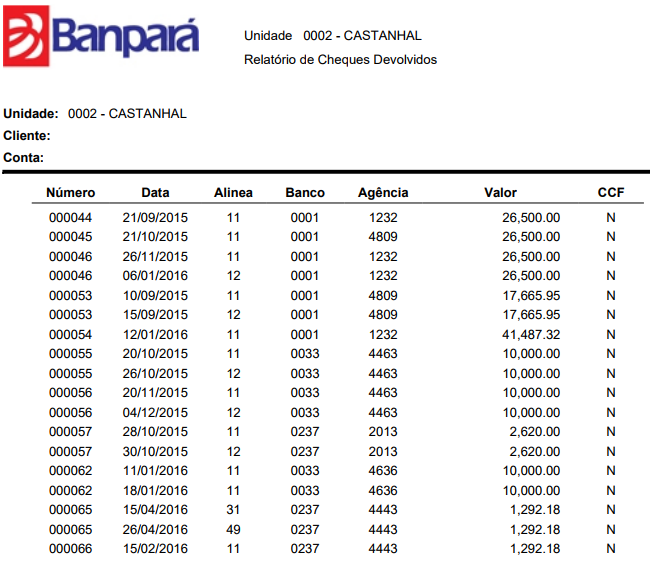 Banpará
Unidade 0002 - CASTANHAL
Relatório de Cheques Devolvidos
Unidade: 0002 - CASTANHAL
Cliente:
Conta:
Número Data Alinea Banco Agência Valor CCF
000044 21/09/2015 11 0001 1232 26,500.00 N
000045 21/10/2015 11 0001 4809 26,500.00 N
000046 26/11/2015 11 0001 1232 26,500.00 N
000046 06/01/2016 12 0001 1232 26,500.00 N
000053 10/09/2015 11 0001 4809 17,665.95 N
000053 15/09/2015 12 0001 4809 17,665.95 N
000054 12/01/2016 11 0001 1232 41,487.32 N
000055 20/10/2015 11 0033 4463 10,000.00 N
000055 26/10/2015 12 0033 4463 10,000.00 N
000056 20/11/2015 11 0033 4463 10,000.00 N
000056 04/12/2015 12 0033 4463 10,000.00 N
000057 28/10/2015 11 0237 2013 2,620.00 N
000057 30/10/2015 12 0237 2013 2,620.00 N
000062 11/01/2016 11 0033 4636 10,000.00 N
000062 18/01/2016 11 0033 4636 10,000.00 N
000065 15/04/2016 31 0237 4443 1,292.18 N
000065 26/04/2016 49 0237 4443 1,292.18 N
000066 15/02/2016 11 0237 4443 1,292.18 N